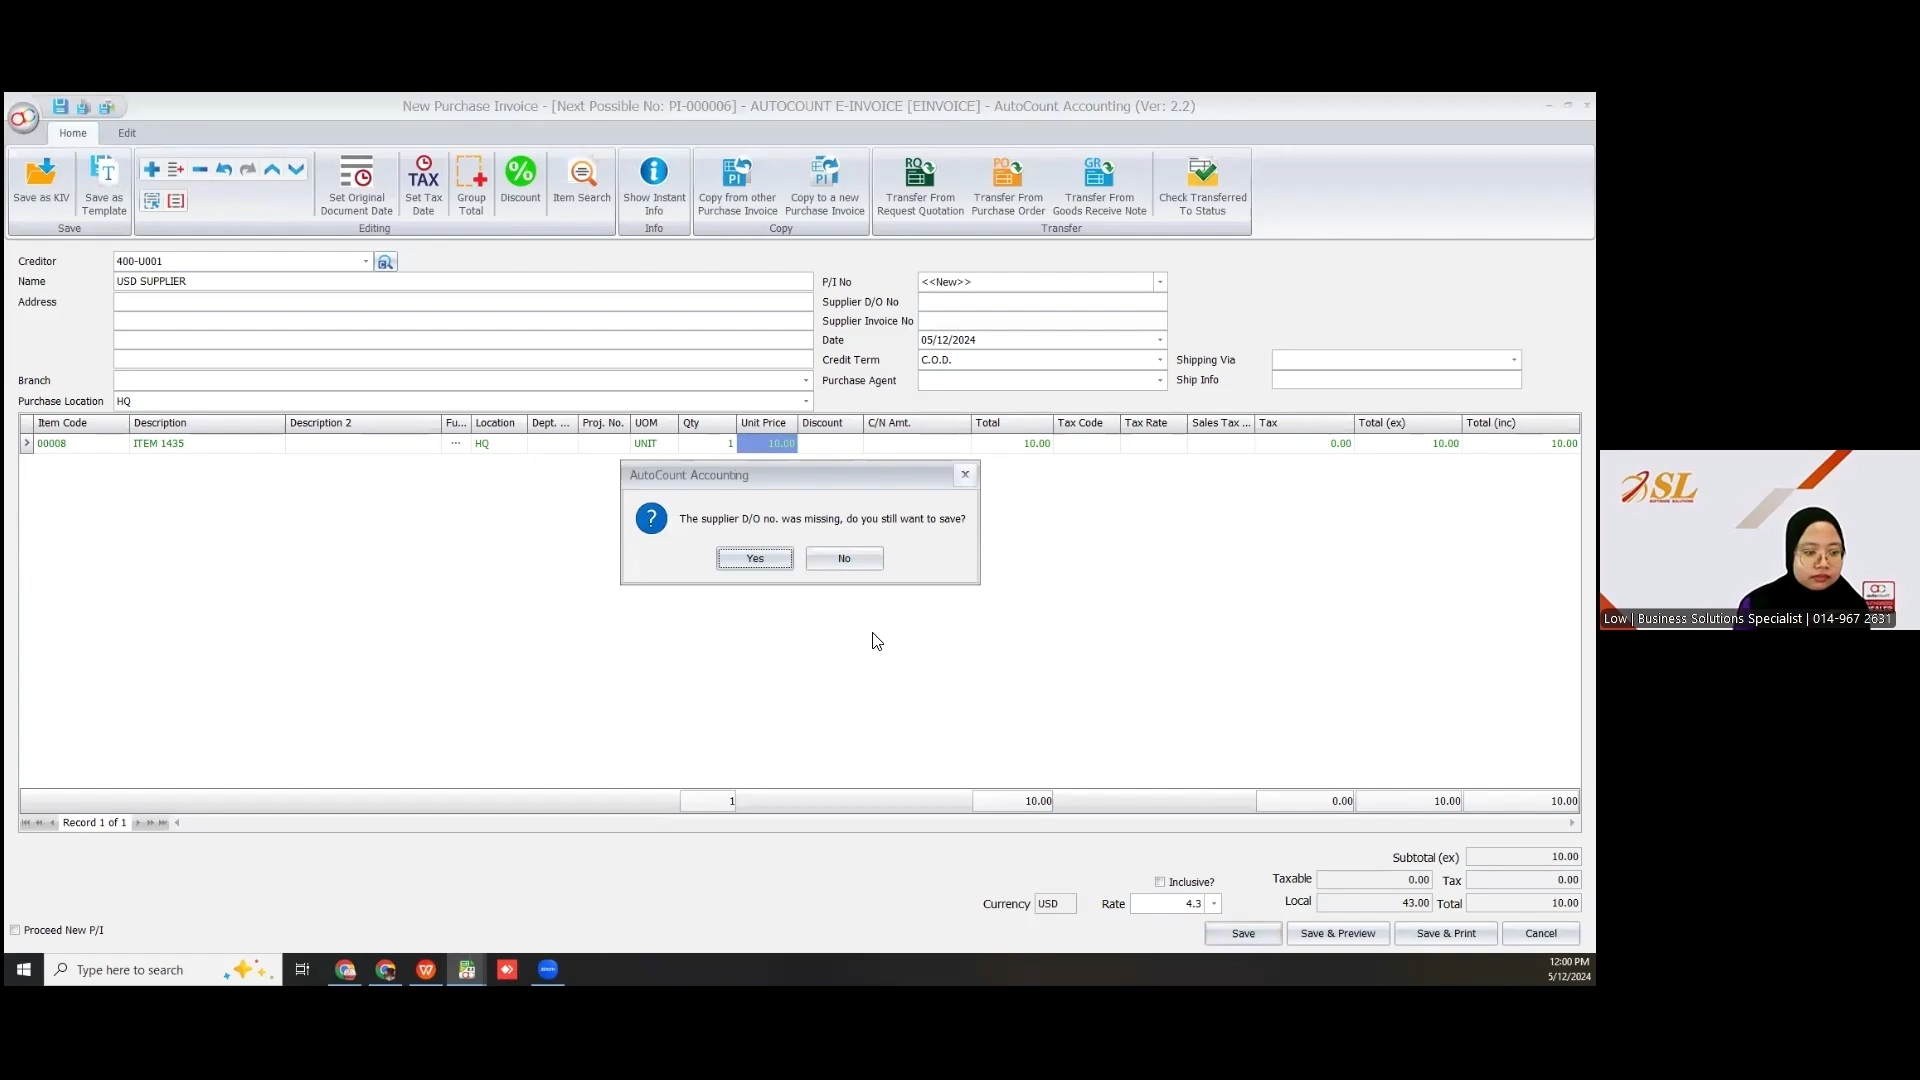 New Purchase Invoice - [Next Possible No: PI-000006] - AUTOCOUNT E-INVOICE [EINVOICE] - AutoCount Accounting (Ver: 2.2)
Home Edit
Save as KIV
Save as Template
Save
Set Original Document Date
TAX
Set Tax Date
Group Total
Discount
Item Search
Editing
Show Instant Info
Info
PI
Copy from other Purchase Invoice
PI
Copy to a new Purchase Invoice
Copy
RQ
Transfer From Request Quotation
PO
Transfer From Purchase Order
GR
Transfer From Goods Receive Note
Check Transferred To Status
Transfer
Creditor 400-U001
Name USD SUPPLIER
Address
Branch
Purchase Location HQ
P/I No <<New>>
Supplier D/O No
Supplier Invoice No
Date 05/12/2024
Credit Term C.O.D.
Purchase Agent
Shipping Via
Ship Info
Item Code Description Description 2 Fu... Location Dept. ... Proj. No. UOM Qty Unit Price Discount C/N Amt. Total Tax Code Tax Rate Sales Tax ... Tax Total (ex) Total (inc)
00008 ITEM 1435 ... HQ UNIT 1 10.00 10.00 0.00 10.00 10.00
AutoCount Accounting
The supplier D/O no. was missing, do you still want to save?
Yes No
1 10.00 0.00 10.00 10.00
Record 1 of 1
Subtotal (ex) 10.00
Inclusive? Taxable 0.00 Tax 0.00
Currency USD Rate 4.3 Local 43.00 Total 10.00
Proceed New P/I
Save Save & Preview Save & Print Cancel
Type here to search
zoom
12:00 PM
5/12/2024
SL
SOFTWARE SOLUTIONS
Low | Business Solutions Specialist | 014-967 2631